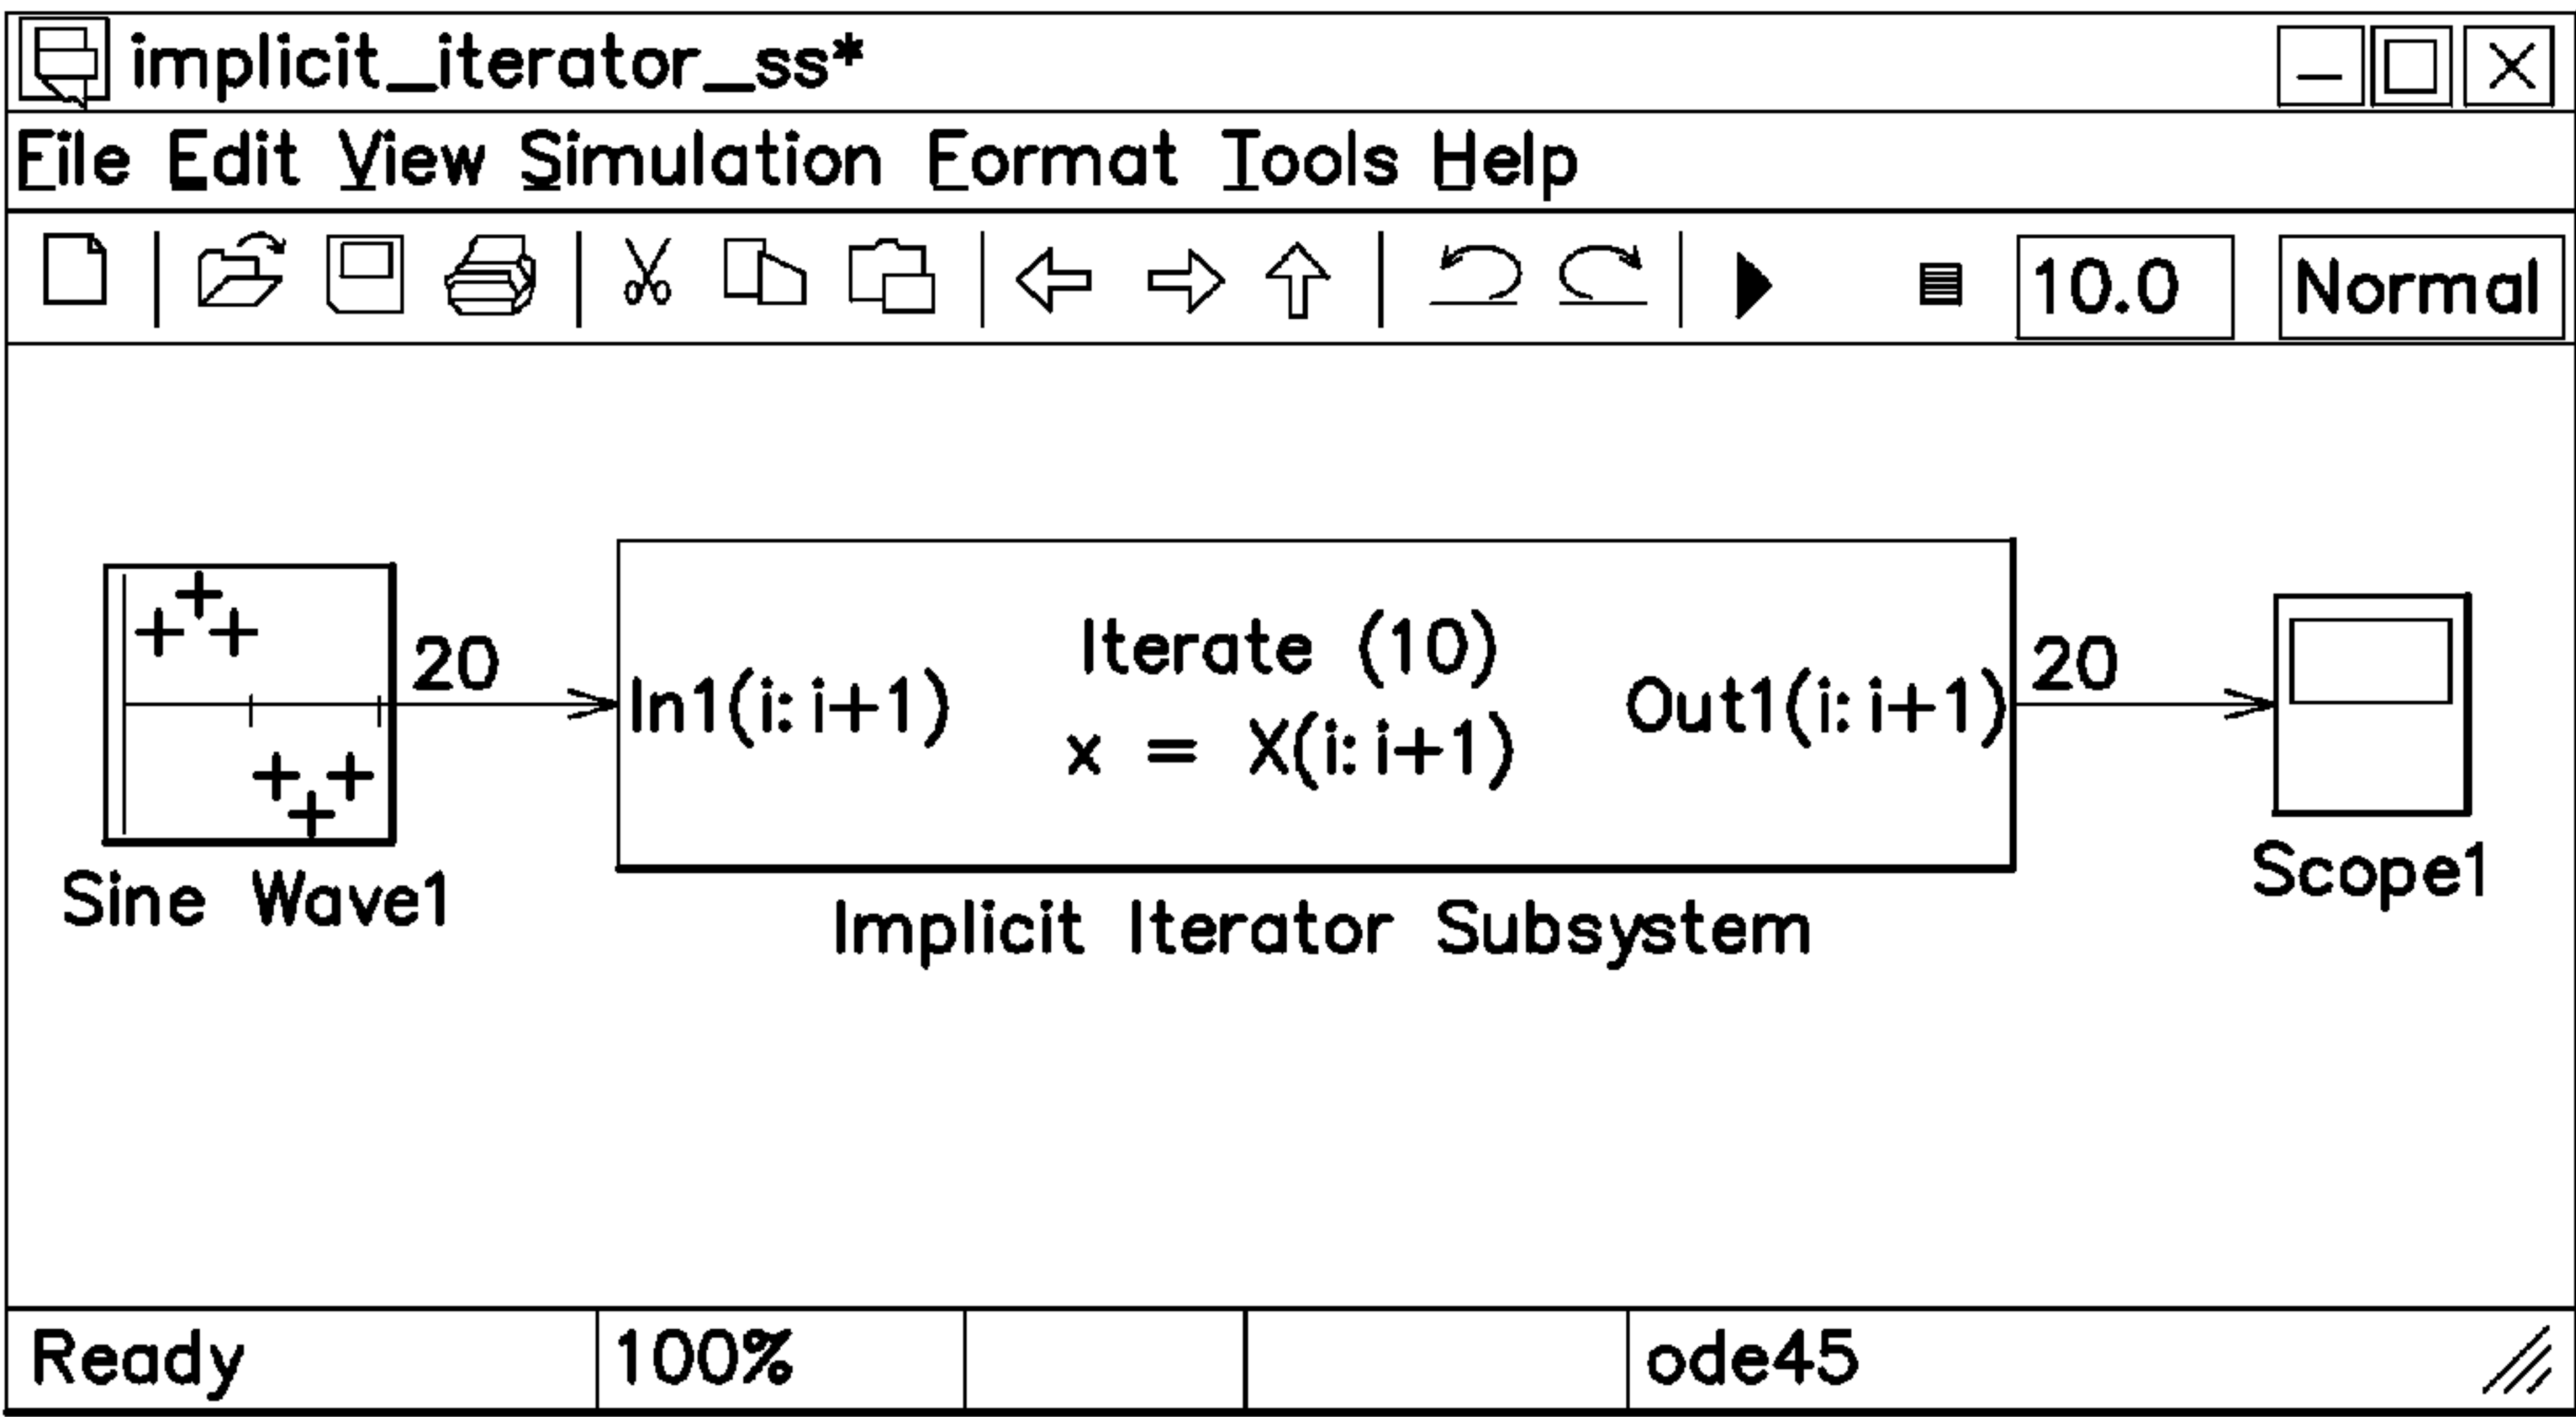 implicit_iterator_ss*
File Edit View Simulation Format Tools Help
10.0 Normal
20
In1(i:i+1)
Iterate (10)
x = X(i:i+1)
Out1(i:i+1)
20
Sine Wave1
Implicit Iterator Subsystem
Scope1
Ready 100% ode45